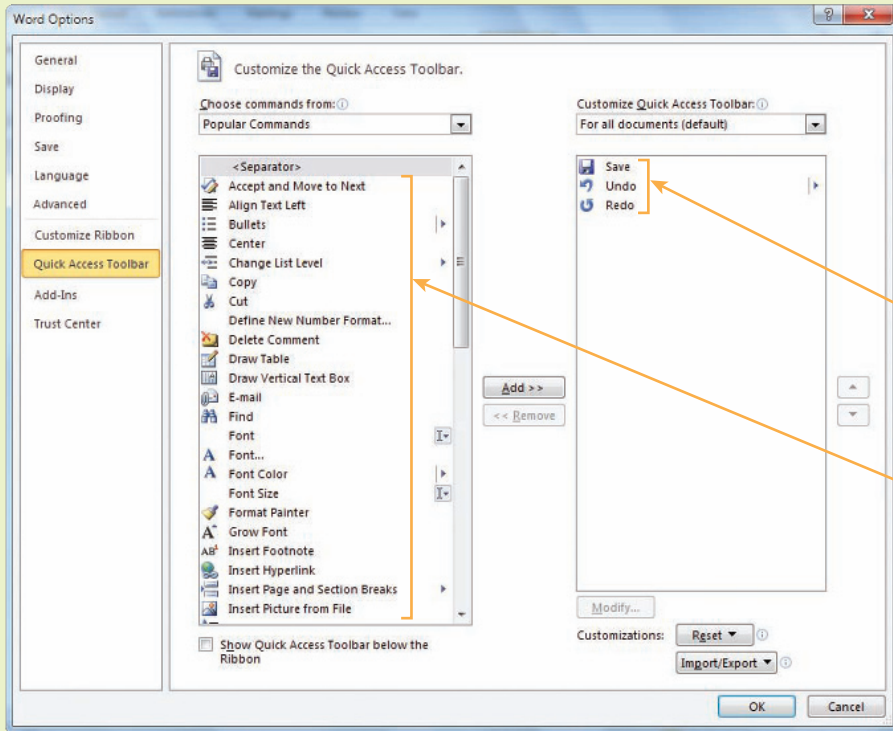 Word Options
General
Display
Proofing
Save
Language
Advanced
Customize Ribbon
Quick Access Toolbar
Add-Ins
Trust Center
Customize the Quick Access Toolbar.
Choose commands from:
Popular Commands
<Separator>
Accept and Move to Next
Align Text Left
Bullets
Center
Change List Level
Copy
Cut
Define New Number Format...
Delete Comment
Draw Table
Draw Vertical Text Box
E-mail
Find
Font
Font...
Font Color
Font Size
Format Painter
Grow Font
Insert Footnote
Insert Hyperlink
Insert Page and Section Breaks
Insert Picture from File
Show Quick Access Toolbar below the
Ribbon
Add >>
<< Remove
Customize Quick Access Toolbar:
For all documents (default)
Save
Undo
Redo
Modify...
Customizations:
Reset
Import/Export
OK
Cancel